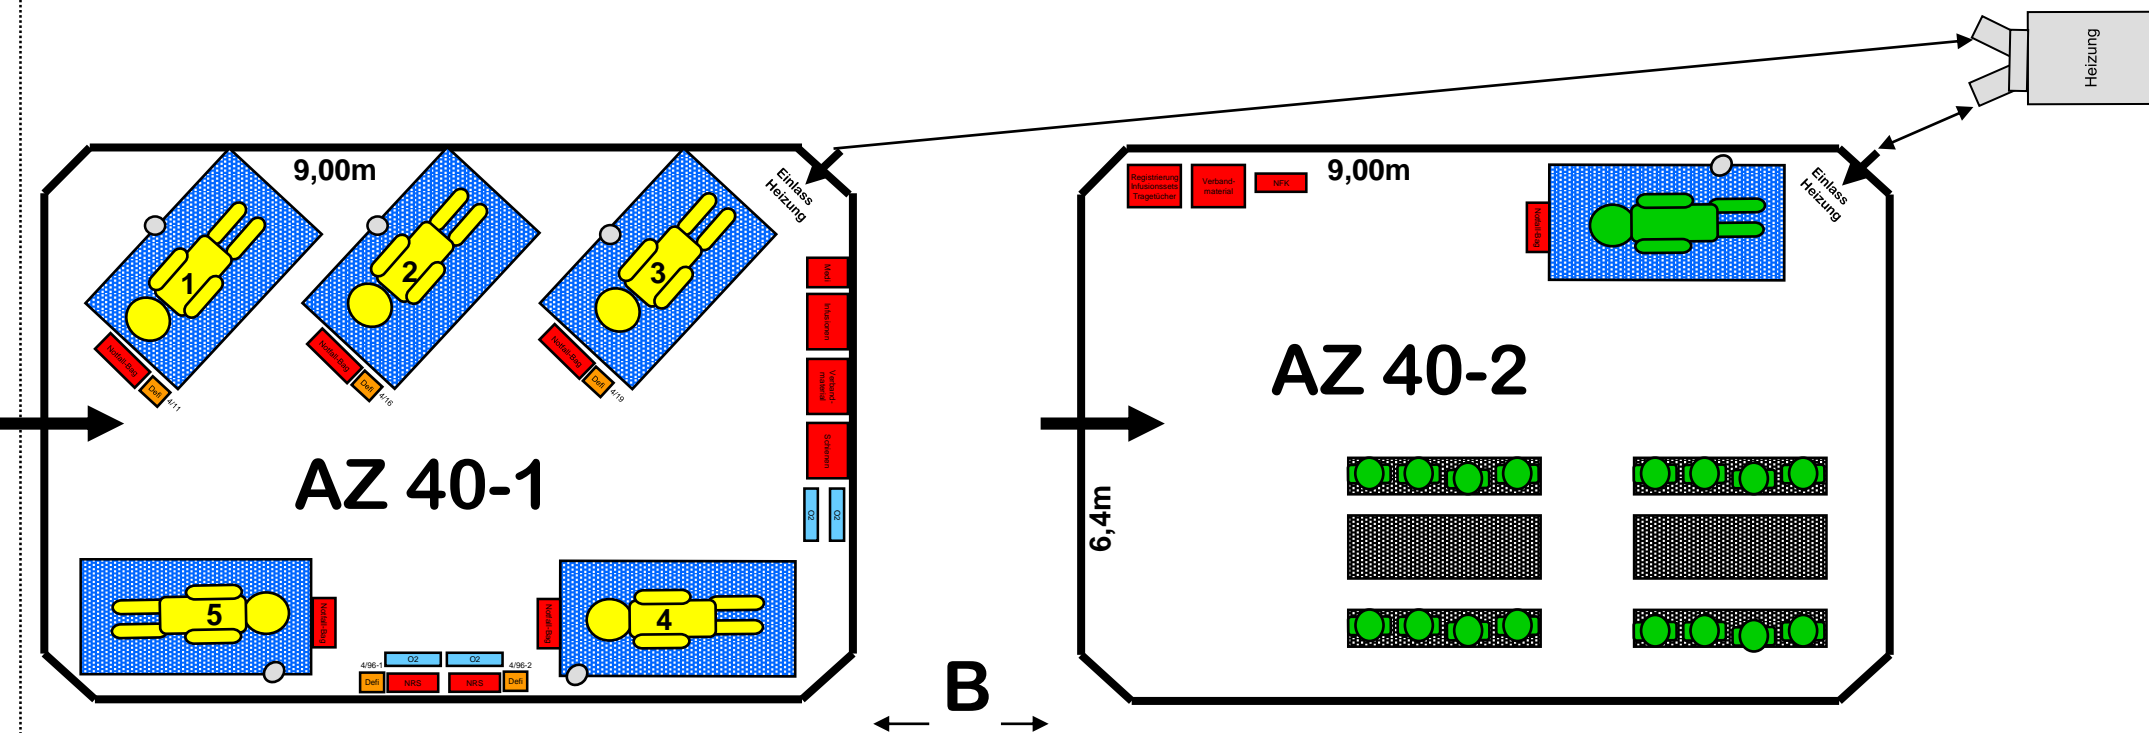 Heizung
9,00m
Einlass
Heizung
1
2
3
Notfall-Bag
Defi
4/11
Notfall-Bag
Defi
4/16
Notfall-Bag
Defi
4/19
Medi
Infusionen
Verband-
material
Schienen
O2
O2
AZ 40-1
5
Notfall-Bag
4/96-1
O2
O2
4/96-2
Defi
NRS
NRS
Defi
Notfall-Bag
4
B
Registrierung
Infusionssets
Tragetücher
Verband-
material
NFK
9,00m
Notfall-Bag
Einlass
Heizung
AZ 40-2
6,4m